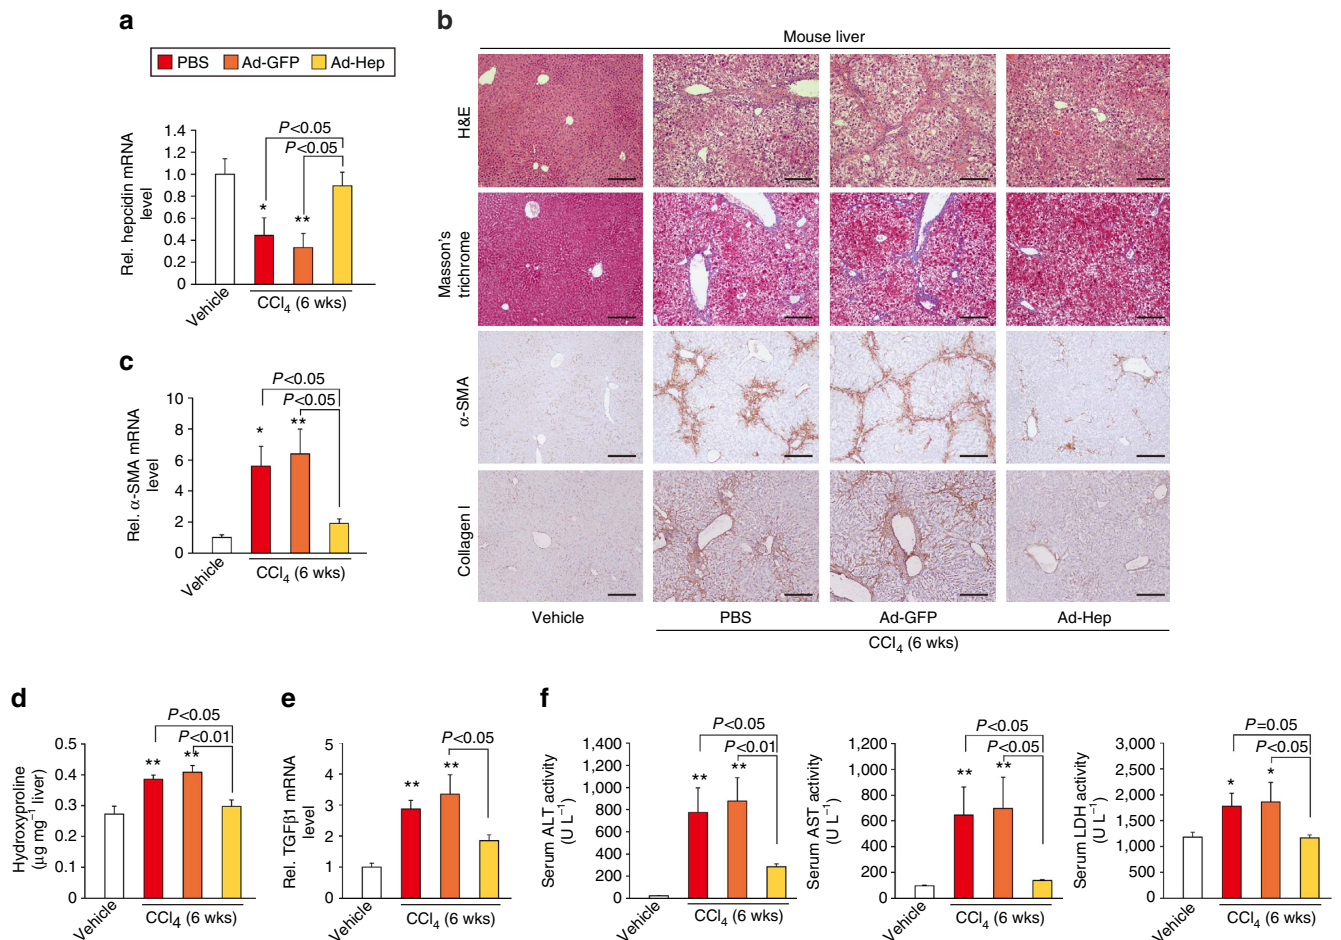 a
PBS Ad-GFP Ad-Hep
Rel. hepcidin mRNA
level
1.4
1.2
1.0
0.8
0.6
0.4
0.2
0
P<0.05
P<0.05
*
**
Vehicle
CCl4 (6 wks)
b
Mouse liver
H&E
Masson's
trichrome
α-SMA
Collagen I
Vehicle PBS Ad-GFP Ad-Hep
CCl4 (6 wks)
c
Rel. α-SMA mRNA
level
10
8
6
4
2
0
P<0.05
P<0.05
*
**
Vehicle
CCl4 (6 wks)
d
Hydroxyproline
(μg mg−1 liver)
0.5
0.4
0.3
0.2
0.1
0
P<0.05
P<0.01
**
**
Vehicle
CCl4 (6 wks)
e
Rel. TGFβ1 mRNA
level
5
4
3
2
1
0
P<0.05
**
**
Vehicle
CCl4 (6 wks)
f
Serum ALT activity
(U L−1)
1,400
1,200
1,000
800
600
400
200
0
P<0.05
P<0.01
**
**
Vehicle
CCl4 (6 wks)
Serum AST activity
(U L−1)
1,200
1,000
800
600
400
200
0
P<0.05
P<0.05
**
**
Vehicle
CCl4 (6 wks)
Serum LDH activity
(U L−1)
3,000
2,500
2,000
1,500
1,000
500
0
P=0.05
P<0.05
*
*
Vehicle
CCl4 (6 wks)